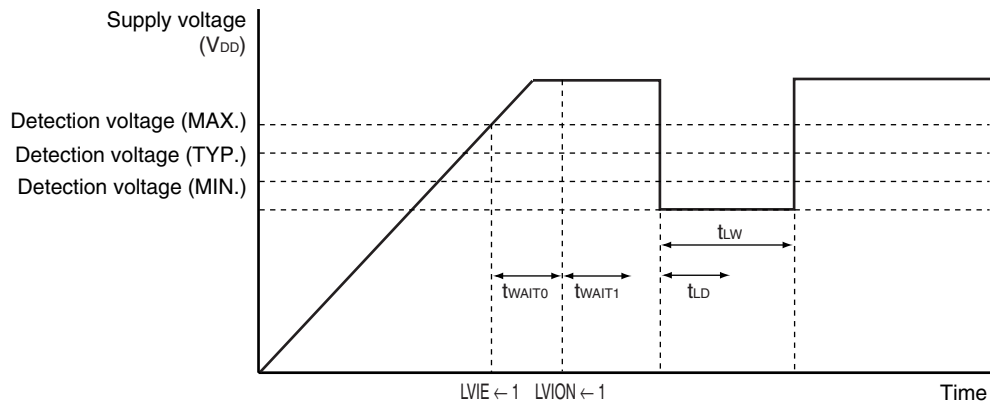 Supply voltage
(VDD)
Detection voltage (MAX.)
Detection voltage (TYP.)
Detection voltage (MIN.)
tLW
tWAIT0 tWAIT1 tLD
LVIE ← 1 LVION ← 1 Time